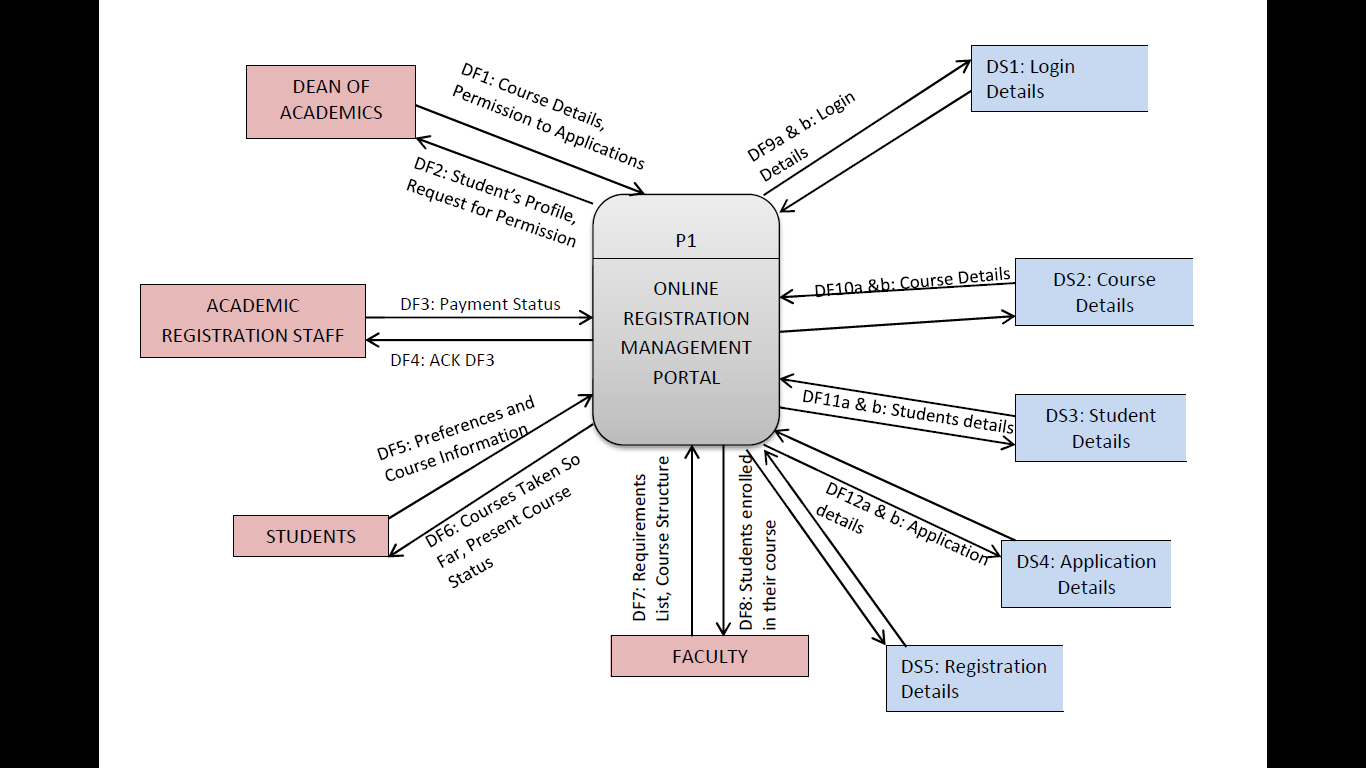 DEAN OF
ACADEMICS
DF1: Course Details,
Permission to Applications
DF2: Student’s Profile,
Request for Permission
DF9a & b: Login
Details
DS1: Login
Details
P1
ONLINE
REGISTRATION
MANAGEMENT
PORTAL
ACADEMIC
REGISTRATION STAFF
DF3: Payment Status
DF4: ACK DF3
DF10a &b: Course Details
DS2: Course
Details
DF5: Preferences and
Course Information
DF11a & b: Students details
DS3: Student
Details
STUDENTS
DF6: Courses Taken So
Far, Present Course
Status
DF7: Requirements
List, Course Structure
DF8: Students enrolled
in their course
DF12a & b: Application
details
DS4: Application
Details
FACULTY
DS5: Registration
Details